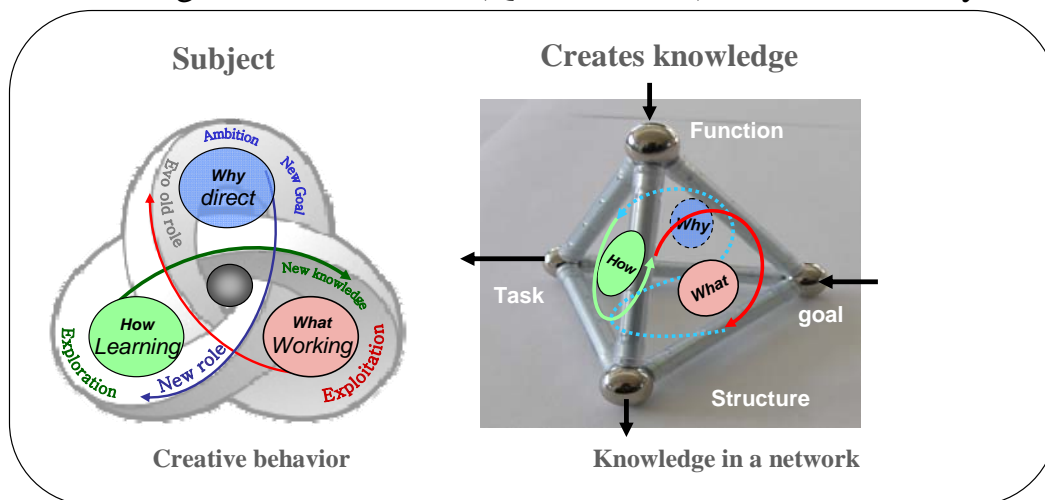 Subject
Creates knowledge
Ambition
New Goal
Evo old role
Why
direct
New knowledge
How
Learning
What
Working
New role
Exploration
Exploitation
Creative behavior
Function
Why
How
What
Task
goal
Structure
Knowledge in a network